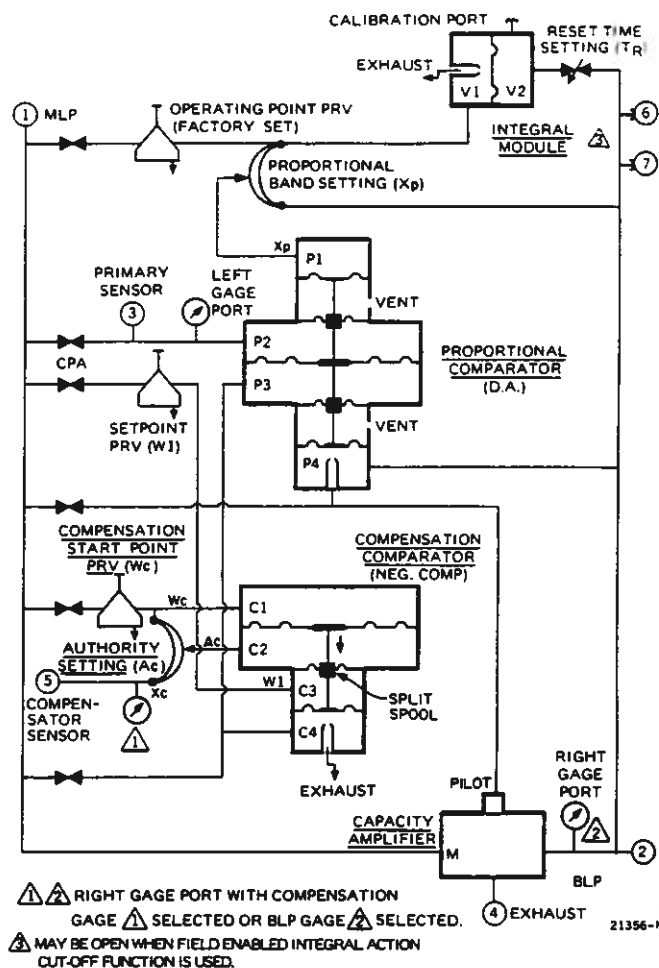 CALIBRATION PORT
RESET TIME
SETTING (TR)
EXHAUST
V1
V2
1
MLP
OPERATING POINT PRV
(FACTORY SET)
6
INTEGRAL
MODULE
3
7
PROPORTIONAL
BAND SETTING (Xp)
Xp
P1
PRIMARY
SENSOR
LEFT
GAGE
PORT
VENT
3
P2
PROPORTIONAL
COMPARATOR
(D.A.)
CPA
P3
SETPOINT
PRV (W1)
VENT
P4
COMPENSATION
START POINT
PRV (Wc)
COMPENSATION
COMPARATOR
(NEG. COMP)
Wc
C1
AUTHORITY
SETTING (Ac)
Ac
C2
5
Xc
W1
C3
SPLIT
SPOOL
COMPEN-
SATOR
SENSOR
1
C4
EXHAUST
RIGHT
GAGE
PORT
PILOT
CAPACITY
AMPLIFIER
2
M
2
BLP
4
EXHAUST
1 2 RIGHT GAGE PORT WITH COMPENSATION
GAGE 1 SELECTED OR BLP GAGE 2 SELECTED.
21356-
3 MAY BE OPEN WHEN FIELD ENABLED INTEGRAL ACTION
CUT-OFF FUNCTION IS USED.